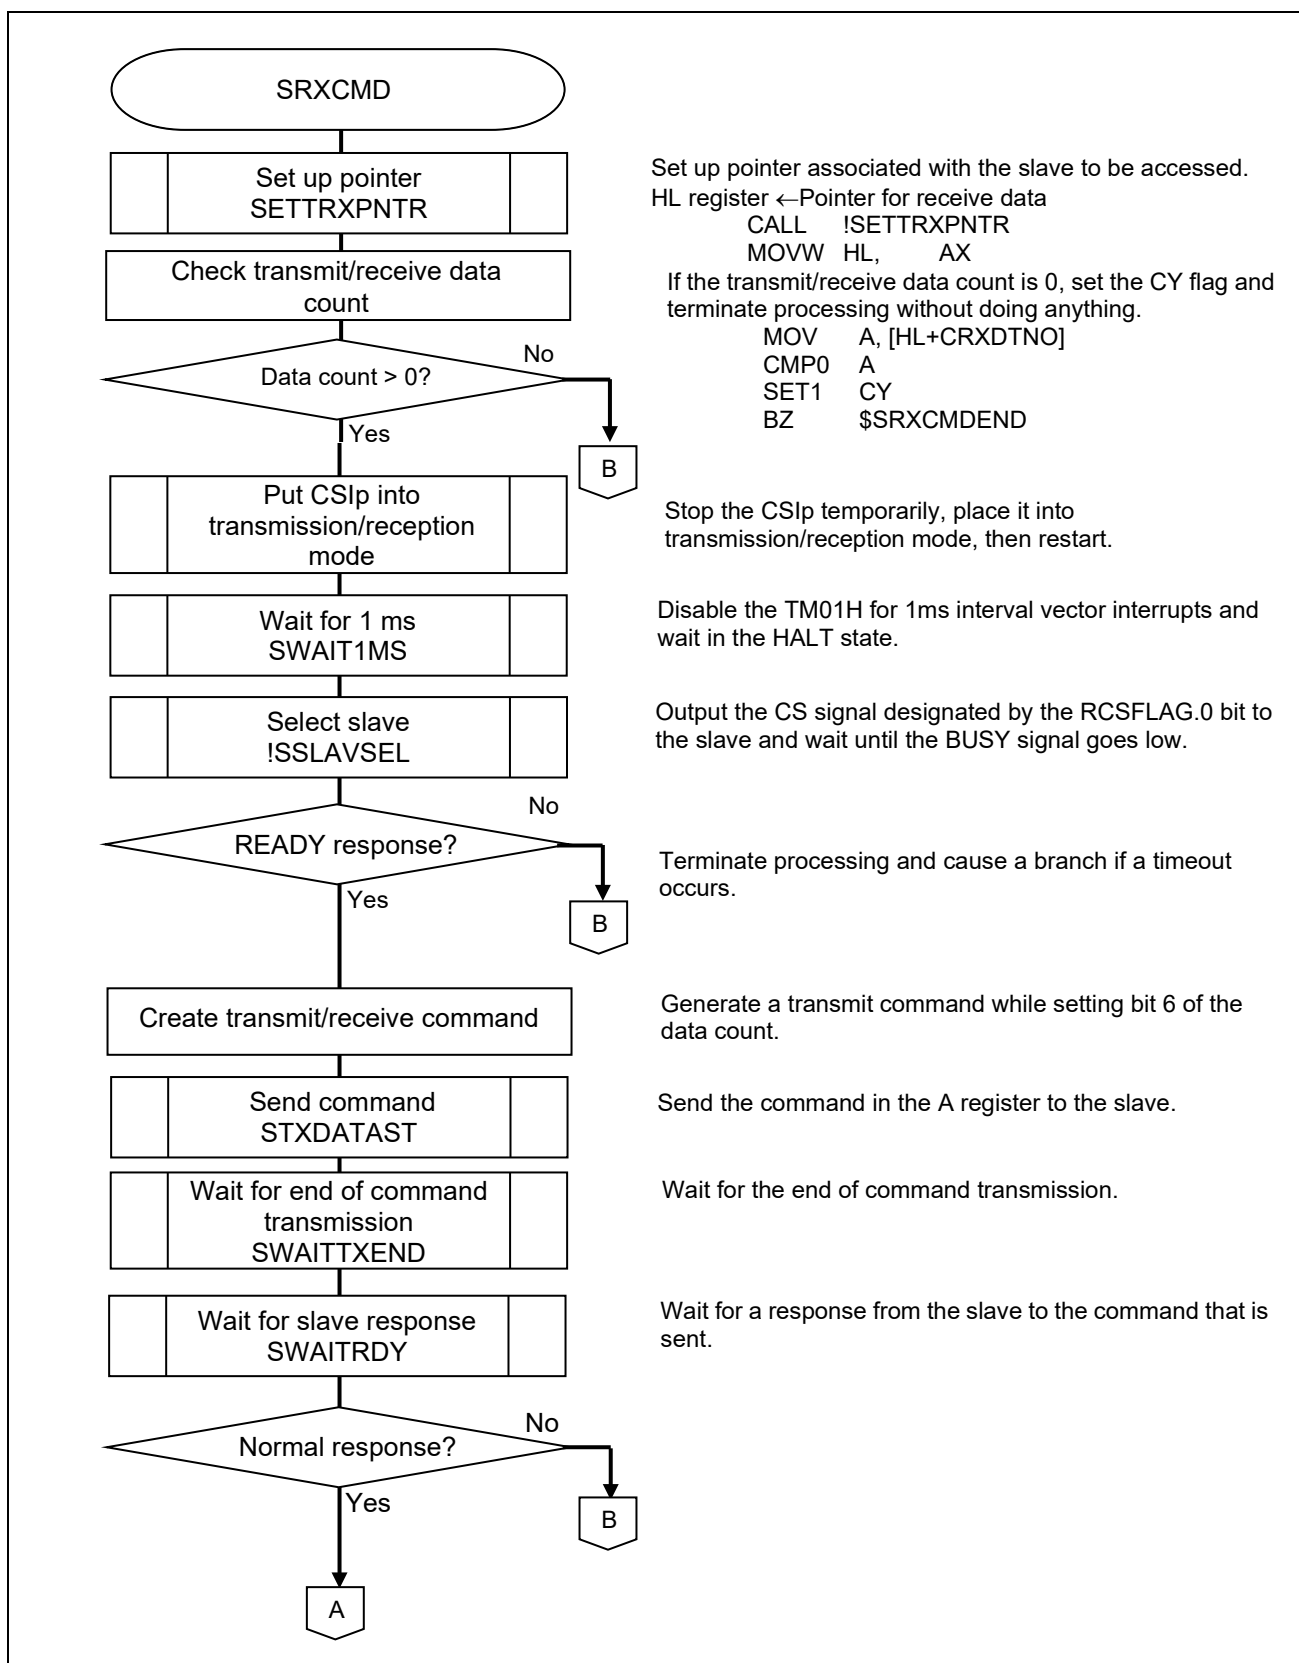 SRXCMD
Set up pointer
SETTRXPNTR
Set up pointer associated with the slave to be accessed.
HL register ←Pointer for receive data
CALL !SETTRXPNTR
MOVW HL, AX
Check transmit/receive data
count
If the transmit/receive data count is 0, set the CY flag and
terminate processing without doing anything.
MOV A, [HL+CRXDTNO]
CMP0 A
SET1 CY
BZ $SRXCMDEND
Data count > 0?
No
Yes
B
Put CSIp into
transmission/reception
mode
Stop the CSIp temporarily, place it into
transmission/reception mode, then restart.
Wait for 1 ms
SWAIT1MS
Disable the TM01H for 1ms interval vector interrupts and
wait in the HALT state.
Select slave
!SSLAVSEL
Output the CS signal designated by the RCSFLAG.0 bit to
the slave and wait until the BUSY signal goes low.
No
READY response?
Yes
B
Terminate processing and cause a branch if a timeout
occurs.
Create transmit/receive command
Generate a transmit command while setting bit 6 of the
data count.
Send command
STXDATAST
Send the command in the A register to the slave.
Wait for end of command
transmission
SWAITTXEND
Wait for the end of command transmission.
Wait for slave response
SWAITRDY
Wait for a response from the slave to the command that is
sent.
No
Normal response?
Yes
B
A